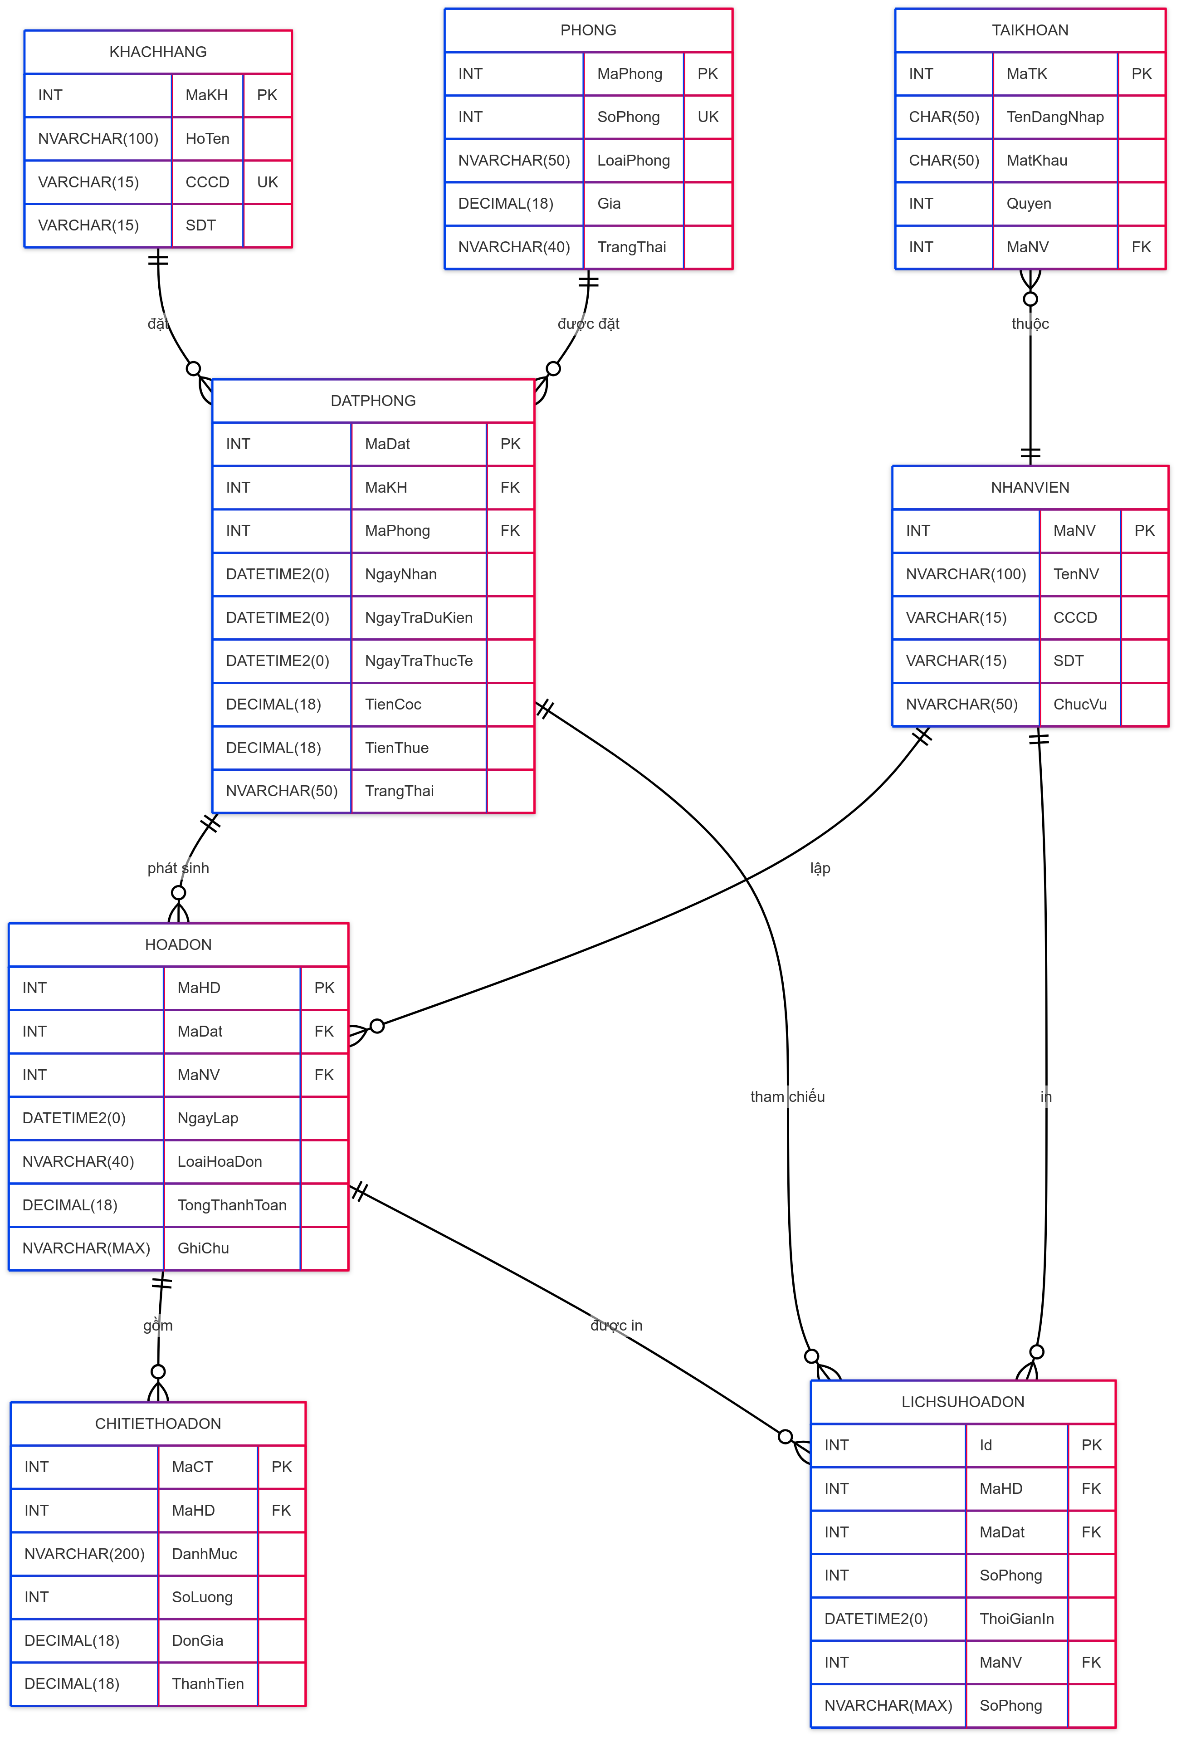 KHACHHANG
INT MaKH PK
NVARCHAR(100) HoTen
VARCHAR(15) CCCD UK
VARCHAR(15) SDT
PHONG
INT MaPhong PK
INT SoPhong UK
NVARCHAR(50) LoaiPhong
DECIMAL(18) Gia
NVARCHAR(40) TrangThai
TAIKHOAN
INT MaTK PK
CHAR(50) TenDangNhap
CHAR(50) MatKhau
INT Quyen
INT MaNV FK
đặt
được đặt
thuộc
DATPHONG
INT MaDat PK
INT MaKH FK
INT MaPhong FK
DATETIME2(0) NgayNhan
DATETIME2(0) NgayTraDuKien
DATETIME2(0) NgayTraThucTe
DECIMAL(18) TienCoc
DECIMAL(18) TienThue
NVARCHAR(50) TrangThai
NHANVIEN
INT MaNV PK
NVARCHAR(100) TenNV
VARCHAR(15) CCCD
VARCHAR(15) SDT
NVARCHAR(50) ChucVu
phát sinh
lập
HOADON
INT MaHD PK
INT MaDat FK
INT MaNV FK
DATETIME2(0) NgayLap
NVARCHAR(40) LoaiHoaDon
DECIMAL(18) TongThanhToan
NVARCHAR(MAX) GhiChu
tham chiếu
in
gồm
được in
CHITIETHOADON
INT MaCT PK
INT MaHD FK
NVARCHAR(200) DanhMuc
INT SoLuong
DECIMAL(18) DonGia
DECIMAL(18) ThanhTien
LICHSUHOADON
INT Id PK
INT MaHD FK
INT MaDat FK
INT SoPhong
DATETIME2(0) ThoiGianIn
INT MaNV FK
NVARCHAR(MAX) SoPhong